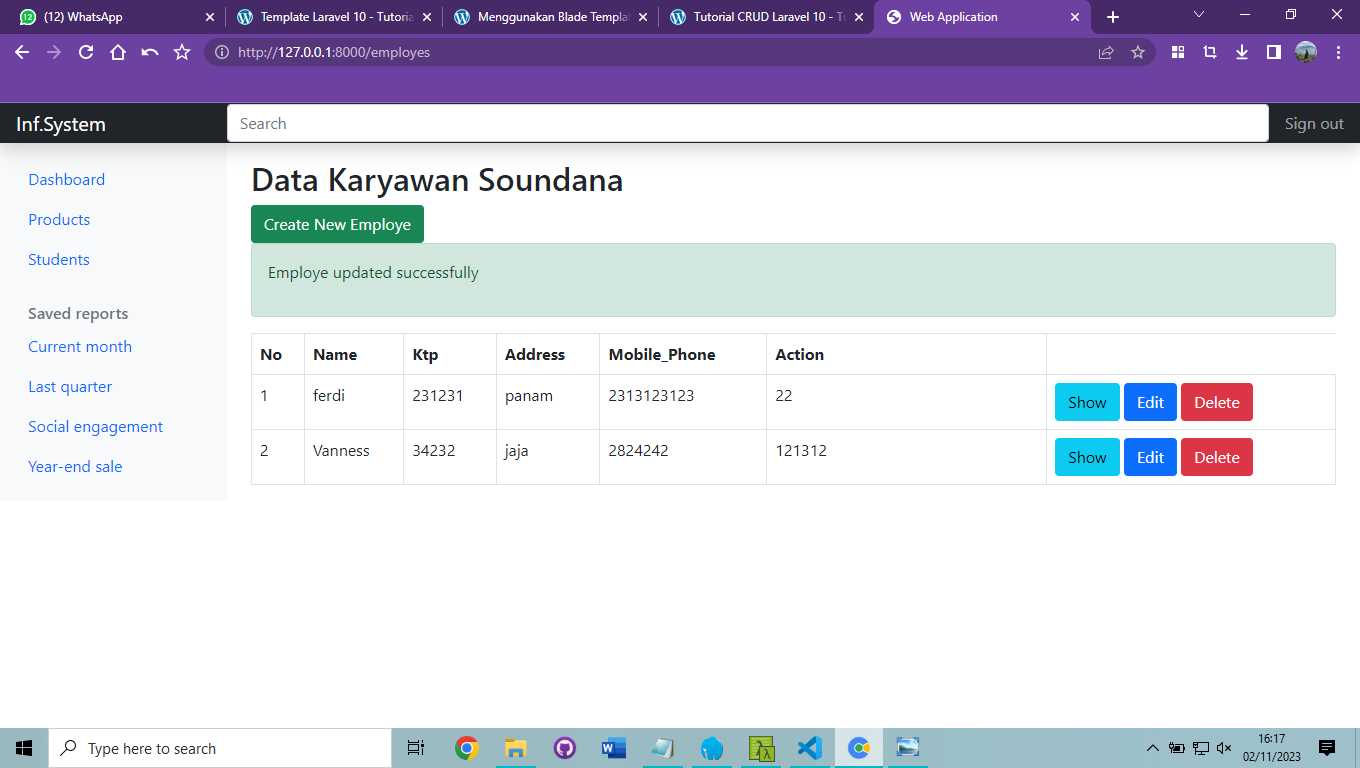 (12) WhatsApp
Template Laravel 10 - Tutoria
Menggunakan Blade Templa
Tutorial CRUD Laravel 10 - Tu
Web Application
http://127.0.0.1:8000/employes
Inf.System
Search
Sign out
Dashboard
Products
Students
Saved reports
Current month
Last quarter
Social engagement
Year-end sale
Data Karyawan Soundana
Create New Employe
Employe updated successfully
No Name Ktp Address Mobile_Phone Action
1 ferdi 231231 panam 2313123123 22 Show Edit Delete
2 Vanness 34232 jaja 2824242 121312 Show Edit Delete
Type here to search
16:17
02/11/2023